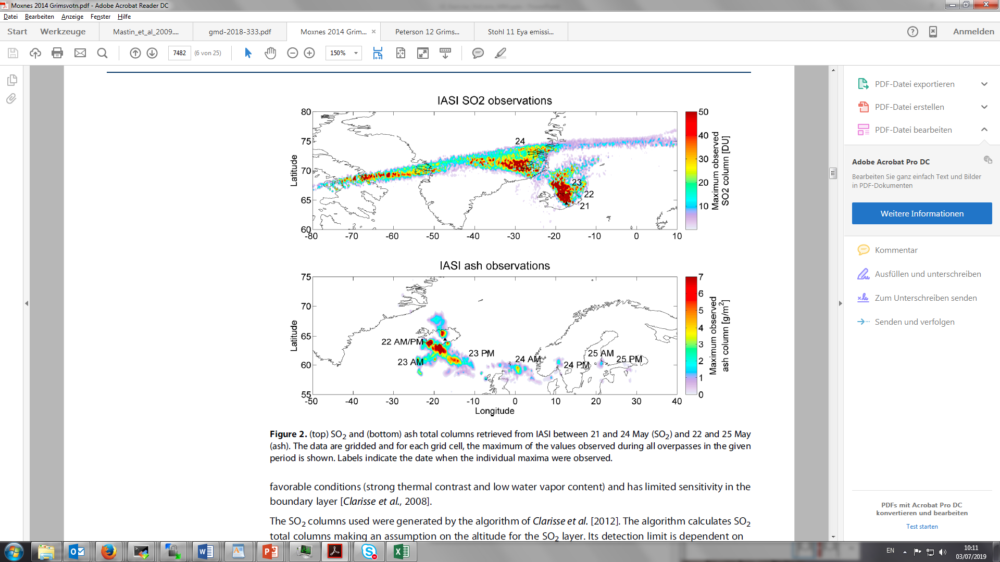 Moxnes 2014 Grimsvotn.pdf - Adobe Acrobat Reader DC
Datei Bearbeiten Anzeige Fenster Hilfe
Start Werkzeuge Mastin_et_al_2009.... gmd-2018-333.pdf Moxnes 2014 Grim... × Peterson 12 Grims... Stohl 11 Eya emissi... Anmelden
7482 (6 von 25) 150%
IASI SO2 observations
80
75
70
65
60
Latitude
-80 -70 -60 -50 -40 -30 -20 -10 0 10
24
23
22
21
50
40
30
20
10
Maximum observed
SO2 column [DU]
IASI ash observations
75
70
65
60
55
Latitude
-50 -40 -30 -20 -10 0 10 20 30 40
Longitude
22 AM/PM
23 AM
23 PM
24 AM
24 PM
25 AM
25 PM
7
6
5
4
3
2
1
0
Maximum observed
ash column [g/m2]
Figure 2. (top) SO2 and (bottom) ash total columns retrieved from IASI between 21 and 24 May (SO2) and 22 and 25 May
(ash). The data are gridded and for each grid cell, the maximum of the values observed during all overpasses in the given
period is shown. Labels indicate the date when the individual maxima were observed.
favorable conditions (strong thermal contrast and low water vapor content) and has limited sensitivity in the
boundary layer [Clarisse et al., 2008].
The SO2 columns used were generated by the algorithm of Clarisse et al. [2012]. The algorithm calculates SO2
total columns making an assumption on the altitude for the SO2 layer. Its detection limit is dependent on
PDF-Datei exportieren
PDF-Datei erstellen
PDF-Datei bearbeiten
Adobe Acrobat Pro DC
Bearbeiten Sie ganz einfach Text und Bilder
in PDF-Dokumenten
Weitere Informationen
Kommentar
Ausfüllen und unterschreiben
Zum Unterschreiben senden
Senden und verfolgen
PDFs mit Acrobat Pro DC
konvertieren und bearbeiten
Test starten
EN
10:11
03/07/2019